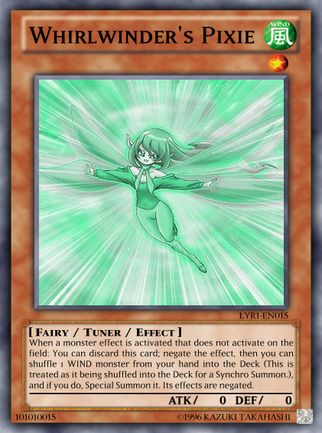 Whirlwinder's Pixie
WIND
風
LYR1-EN015
[ Fairy / Tuner / Effect ]
When a monster effect is activated that does not activate on the
field: You can discard this card; negate the effect, then you can
shuffle 1 WIND monster from your hand into the Deck (This is
treated as it being shuffled into the Deck for a Synchro Summon.),
and if you do, Special Summon it. Its effects are negated.
ATK/ 0 DEF/ 0
101010015
©1996 KAZUKI TAKAHASHI